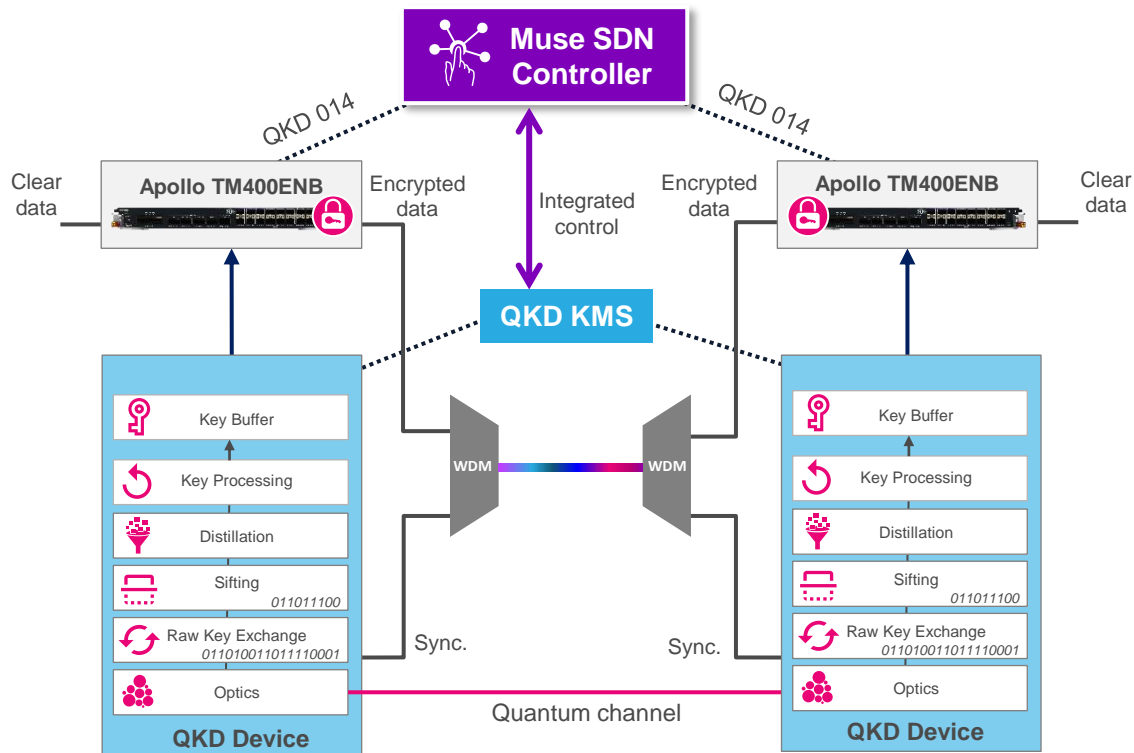 Muse SDN
Controller
QKD 014
QKD 014
Clear
data
Apollo TM400ENB
Encrypted
data
Integrated
control
Encrypted
data
Apollo TM400ENB
Clear
data
QKD KMS
Key Buffer
Key Processing
Distillation
Sifting
011011100
Raw Key Exchange
011010011011110001
Optics
QKD Device
WDM
WDM
Sync.
Sync.
Quantum channel
Key Buffer
Key Processing
Distillation
Sifting
011011100
Raw Key Exchange
011010011011110001
Optics
QKD Device